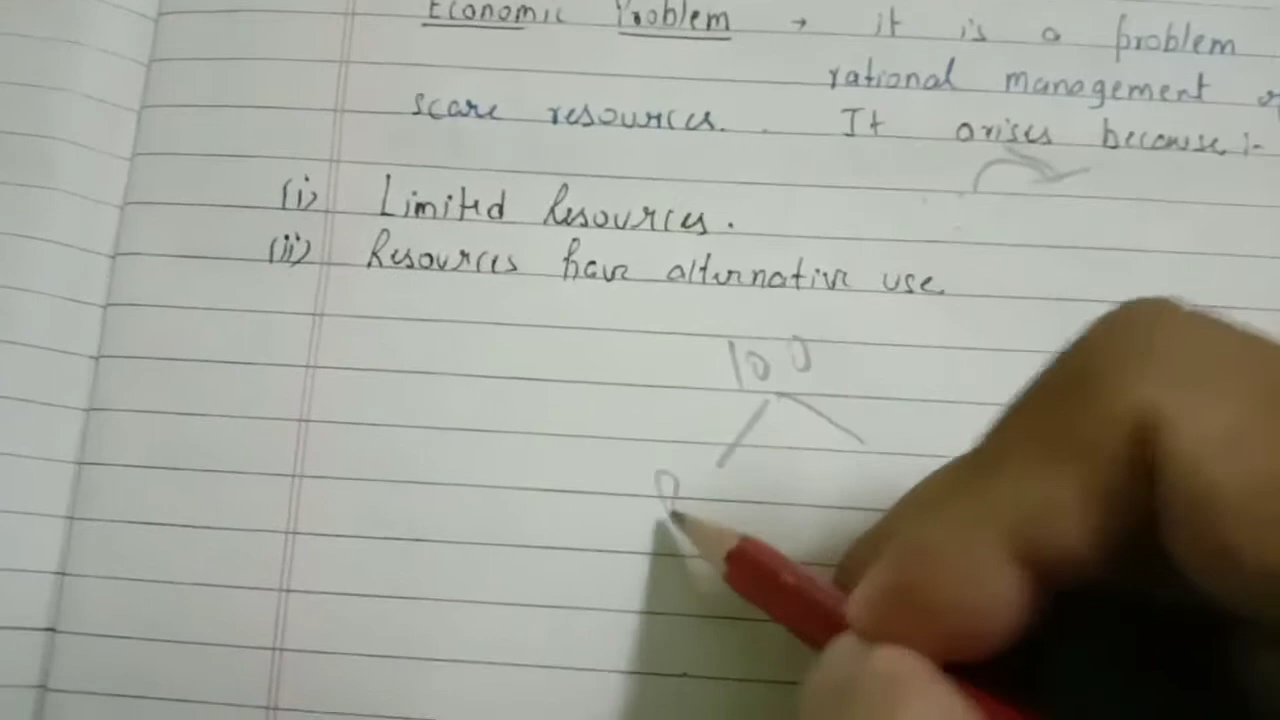 Economic Problem → it is a problem
rational management of
scare resources. It arises because :-
(i) Limited Resources.
(ii) Resources have alternative use.
100